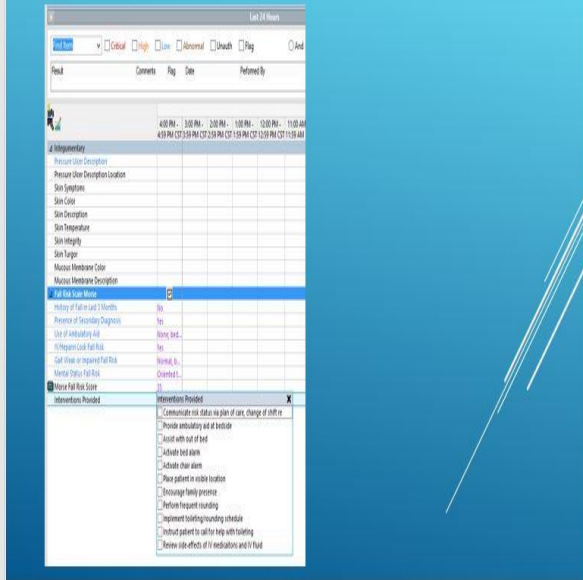 Last 24 Hours
Find Item Critical High Low Abnormal Unauth Flag And
Result Comments Flag Date Performed By
4:00 PM - 3:00 PM - 2:00 PM - 1:00 PM - 12:00 PM - 11:00 AM
4:59 PM CST 3:59 PM CST 2:59 PM CST 1:59 PM CST 12:59 PM CST 11:59 AM
Integumentary
Pressure Ulcer Description
Pressure Ulcer Description Location
Skin Symptoms
Skin Color
Skin Description
Skin Temperature
Skin Integrity
Skin Turgor
Mucous Membrane Color
Mucous Membrane Description
Fall Risk Scale Morse
History of Fall in Last 3 Months No
Presence of Secondary Diagnosis Yes
Use of Ambulatory Aid None, bed...
IV/Heparin Lock Fall Risk Yes
Gait Weak or Impaired Fall Risk Normal, b...
Mental Status Fall Risk Oriented t...
Morse Fall Risk Score 35
Interventions Provided Interventions Provided X
Communicate risk status via plan of care, change of shift re
Provide ambulatory aid at bedside
Assist with out of bed
Activate bed alarm
Activate chair alarm
Place patient in visible location
Encourage family presence
Perform frequent rounding
Implement toileting/rounding schedule
Instruct patient to call for help with toileting
Review side-effects of IV medicaitons and IV fluid